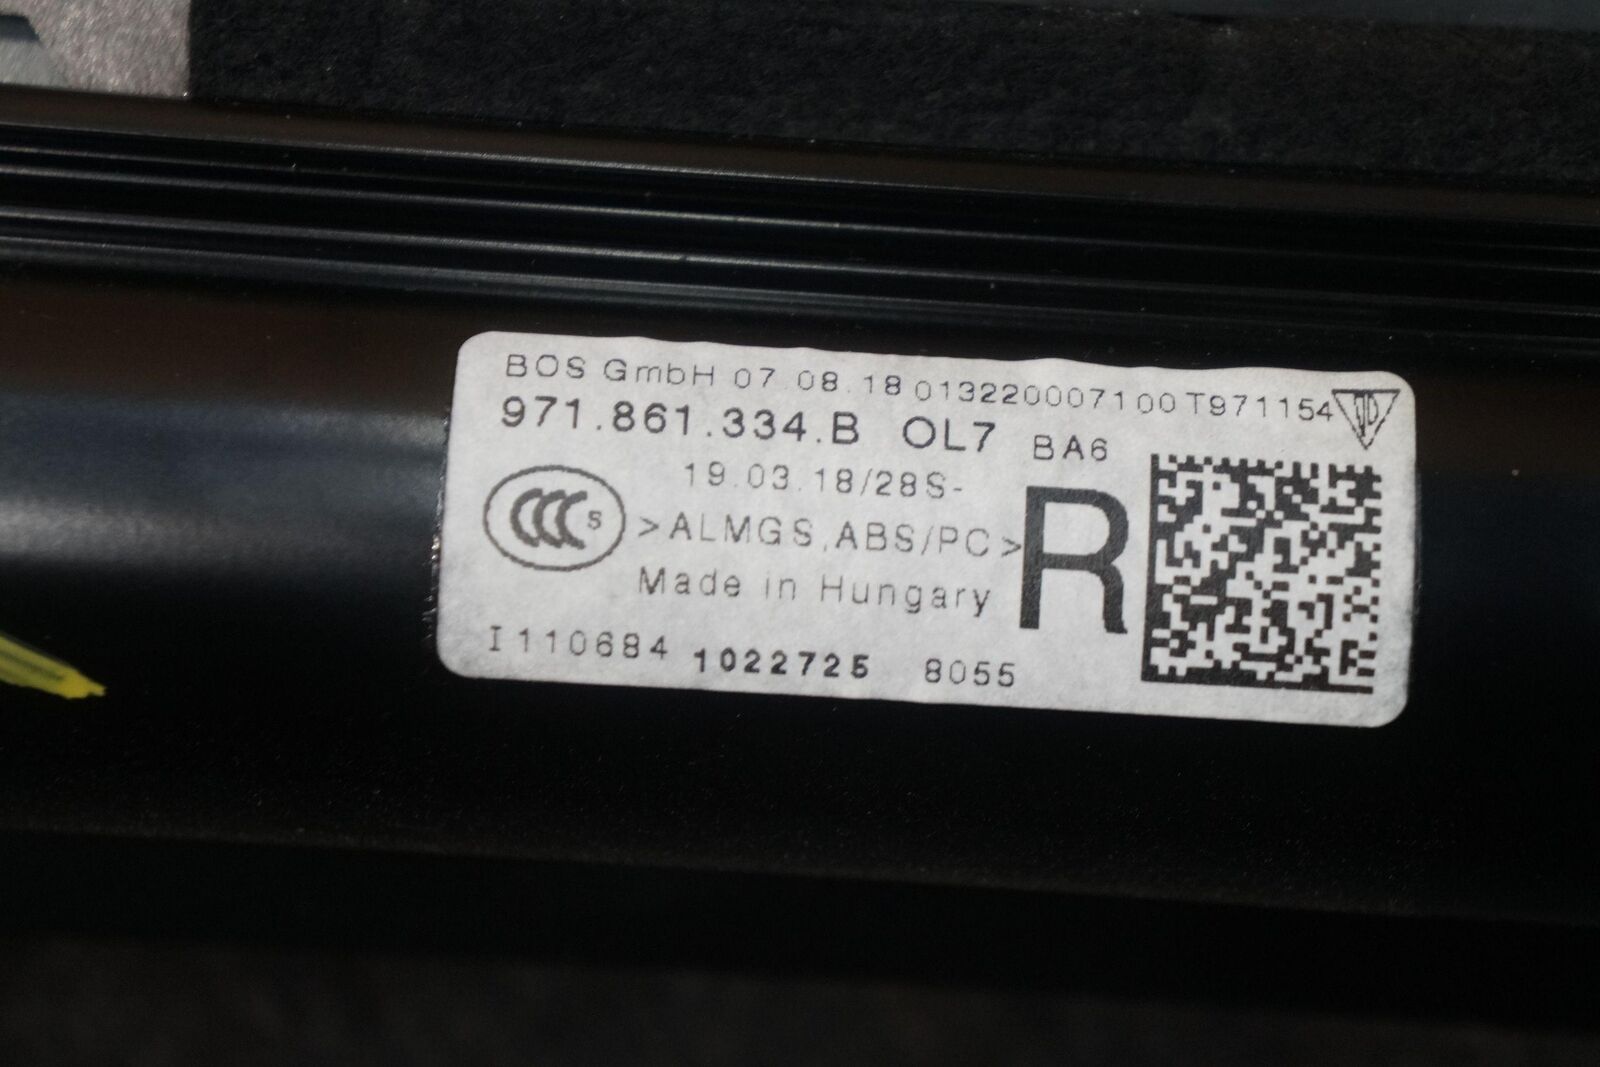 BOS GmbH 07.08.18 013220007100 T971154
971.861.334.B OL7 BA6
19.03.18/28S-
S >ALMGS,ABS/PC> R
Made in Hungary
I110684 1022725 8055